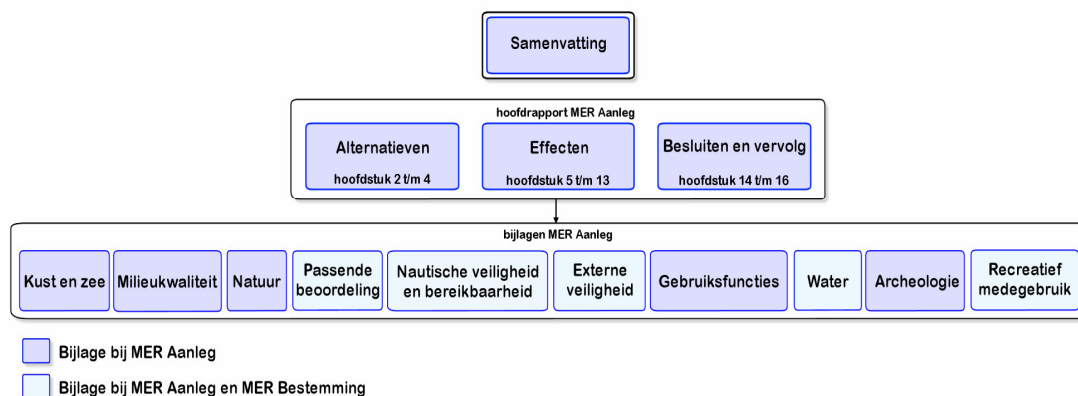 Samenvatting
hoofdrapport MER Aanleg
Alternatieven
hoofdstuk 2 t/m 4
Effecten
hoofdstuk 5 t/m 13
Besluiten en vervolg
hoofdstuk 14 t/m 16
bijlagen MER Aanleg
Kust en zee
Milieukwaliteit
Natuur
Passende
beoordeling
Nautische veiligheid
en bereikbaarheid
Externe
veiligheid
Gebruiksfuncties
Water
Archeologie
Recreatief
medegebruik
Bijlage bij MER Aanleg
Bijlage bij MER Aanleg en MER Bestemming